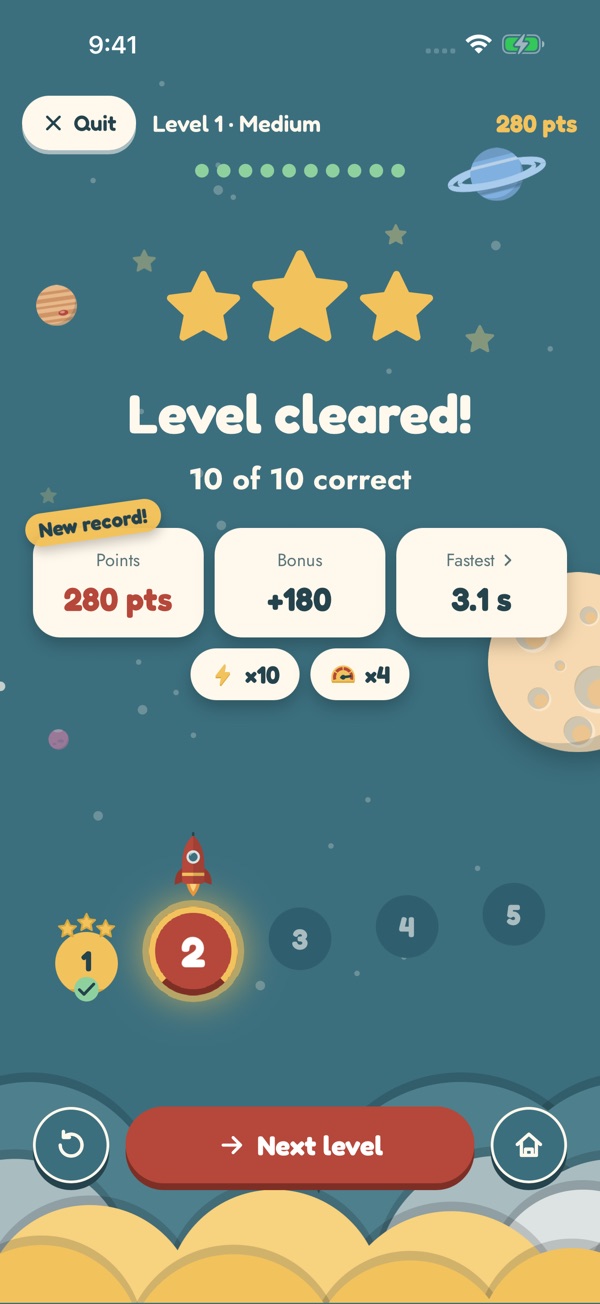 9:41
Quit
Level 1 · Medium
280 pts
Level cleared!
10 of 10 correct
New record!
Points
280 pts
Bonus
+180
Fastest
3.1 s
x10
x4
1
2
3
4
5
Next level